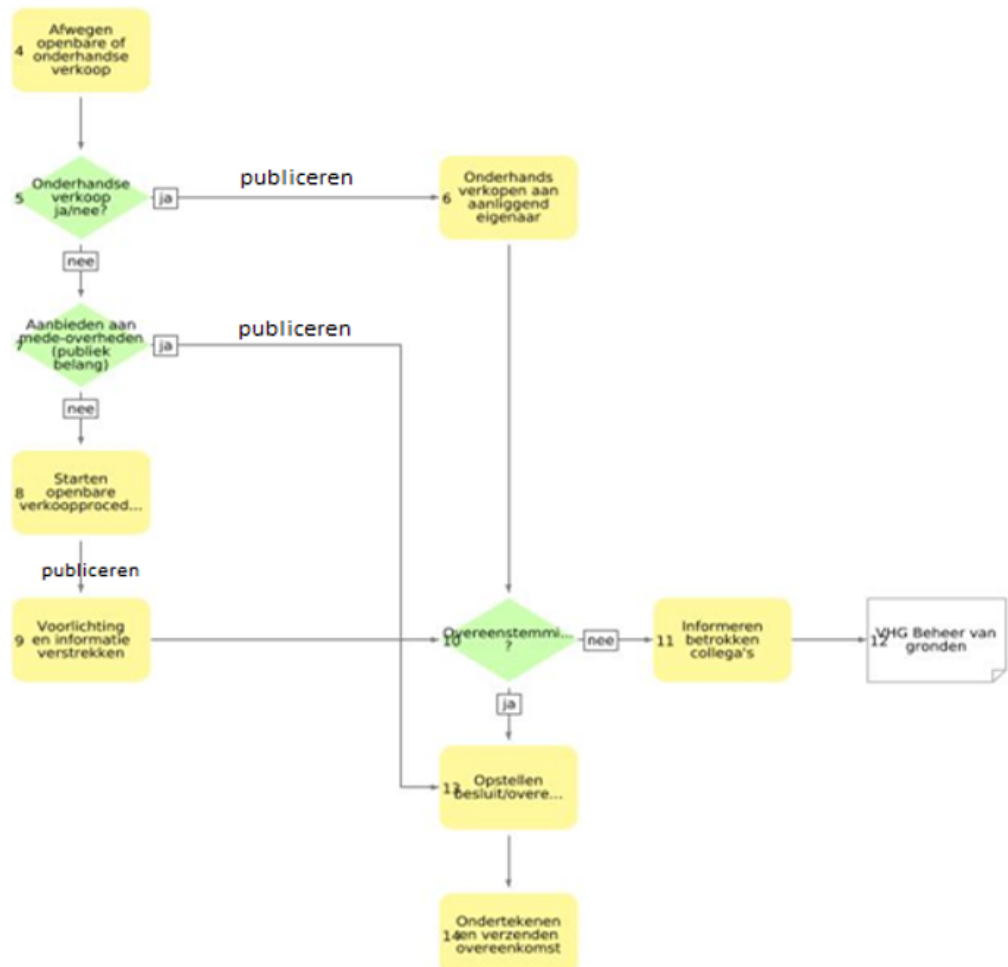 Afwegen
openbare of
4 onderhandse
verkoop
Onderhandse
5 verkoop
ja/nee?
ja
publiceren
Onderhands
6 verkopen aan
aanliggend
eigenaar
nee
Aanbieden aan
7 mede-overheden
(publiek
belang)
ja
publiceren
nee
Starten
8 openbare
verkoopproced...
publiceren
Voorlichting
9 en informatie
verstrekken
Overeenstemmi...
10 ?
nee
Informeren
11 betrokken
collega's
VHG Beheer van
12 gronden
ja
Opstellen
13 besluit/overe...
Ondertekenen
14 en verzenden
overeenkomst